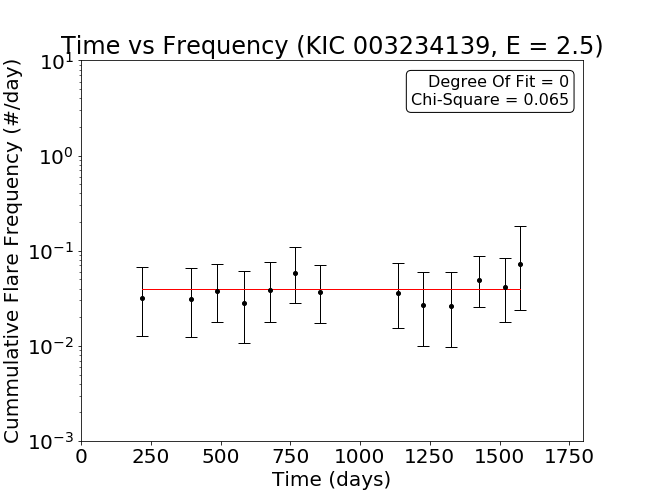 Time vs Frequency (KIC 003234139, E = 2.5)
Degree Of Fit = 0
Chi-Square = 0.065
Cummulative Flare Frequency (#/day)
10¹
10⁰
10⁻¹
10⁻²
10⁻³
0 250 500 750 1000 1250 1500 1750
Time (days)